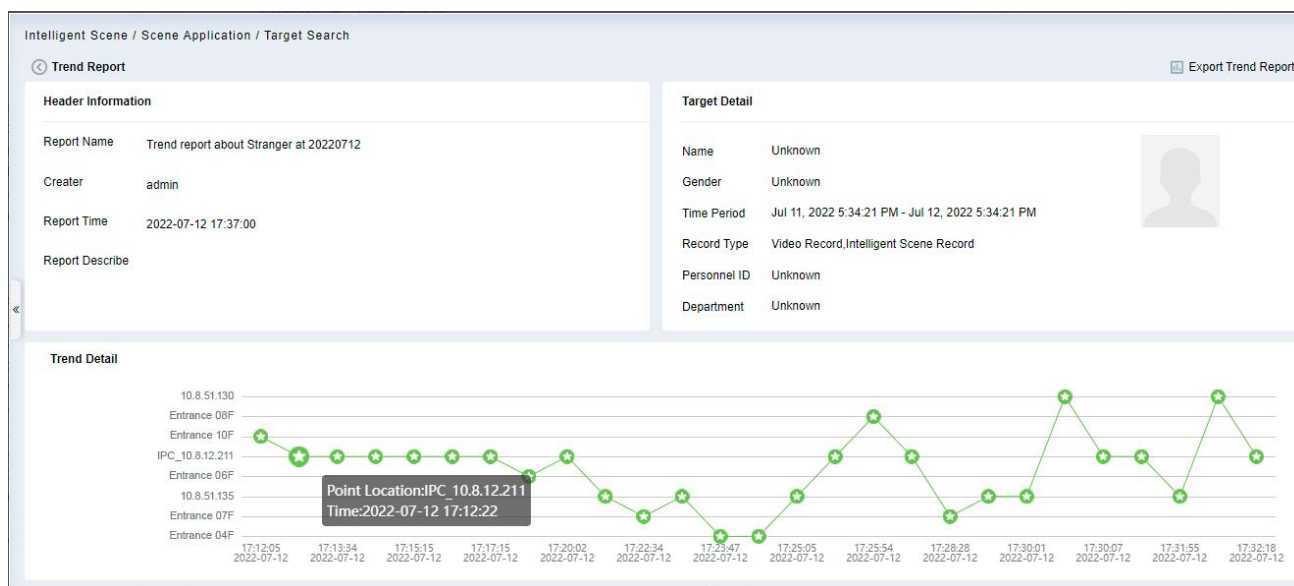 Intelligent Scene / Scene Application / Target Search
Trend Report
Export Trend Report
Header Information
Report Name Trend report about Stranger at 20220712
Creater admin
Report Time 2022-07-12 17:37:00
Report Describe
Target Detail
Name Unknown
Gender Unknown
Time Period Jul 11, 2022 5:34:21 PM - Jul 12, 2022 5:34:21 PM
Record Type Video Record,Intelligent Scene Record
Personnel ID Unknown
Department Unknown
Trend Detail
10.8.51.130
Entrance 08F
Entrance 10F
IPC_10.8.12.211
Entrance 06F
10.8.51.135
Entrance 07F
Entrance 04F
Point Location:IPC_10.8.12.211
Time:2022-07-12 17:12:22
17:12:05 17:13:34 17:15:15 17:17:15 17:20:02 17:22:34 17:23:47 17:25:05 17:25:54 17:28:28 17:30:01 17:30:07 17:31:55 17:32:18
2022-07-12 2022-07-12 2022-07-12 2022-07-12 2022-07-12 2022-07-12 2022-07-12 2022-07-12 2022-07-12 2022-07-12 2022-07-12 2022-07-12 2022-07-12 2022-07-12